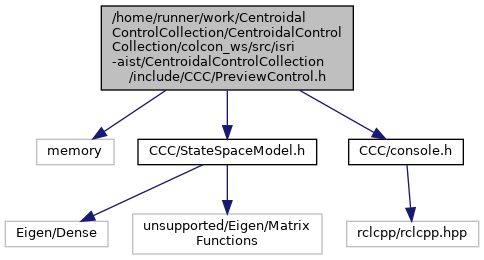 /home/runner/work/Centroidal
ControlCollection/CentroidalControl
Collection/colcon_ws/src/isri
-aist/CentroidalControlCollection
/include/CCC/PreviewControl.h
memory
CCC/StateSpaceModel.h
CCC/console.h
Eigen/Dense
unsupported/Eigen/Matrix
Functions
rclcpp/rclcpp.hpp